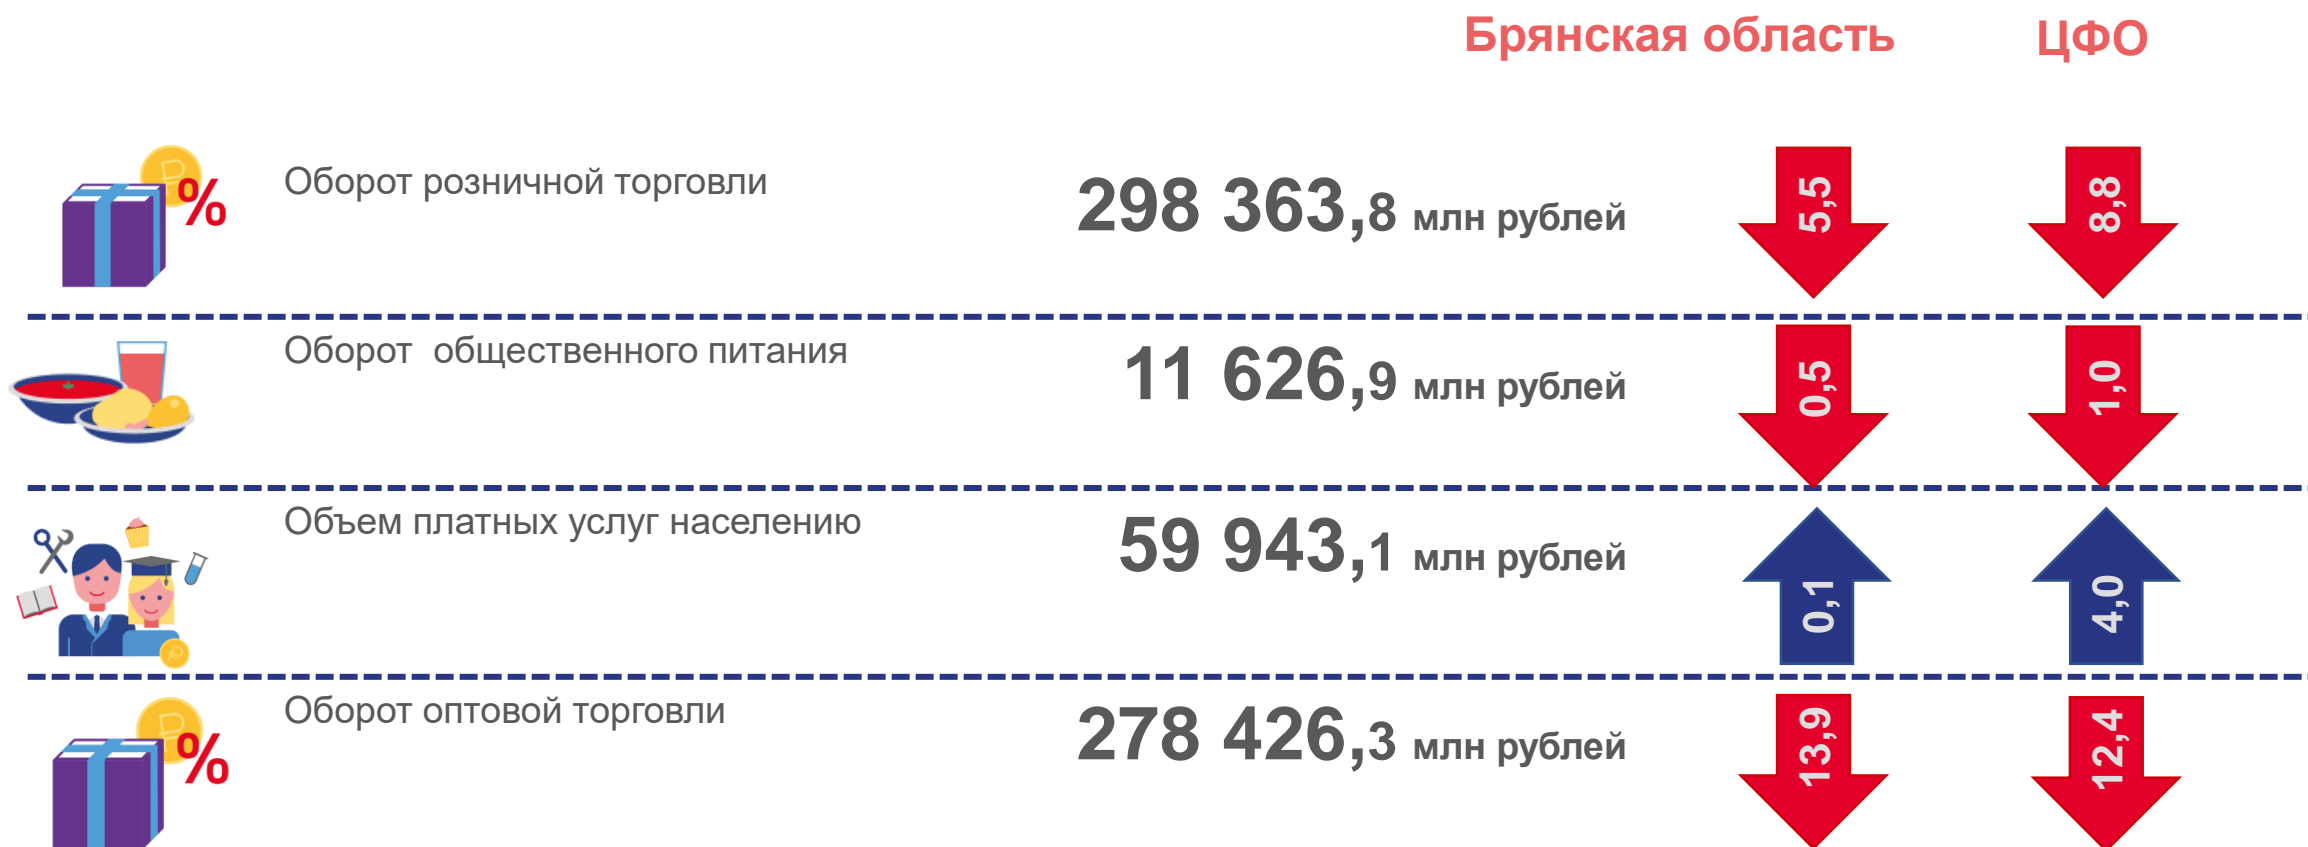 Брянская область ЦФО
% Оборот розничной торговли 298 363,8 млн рублей 5,5 8,8
Оборот общественного питания 11 626,9 млн рублей 0,5 1,0
Объем платных услуг населению 59 943,1 млн рублей 0,1 4,0
% Оборот оптовой торговли 278 426,3 млн рублей 13,9 12,4